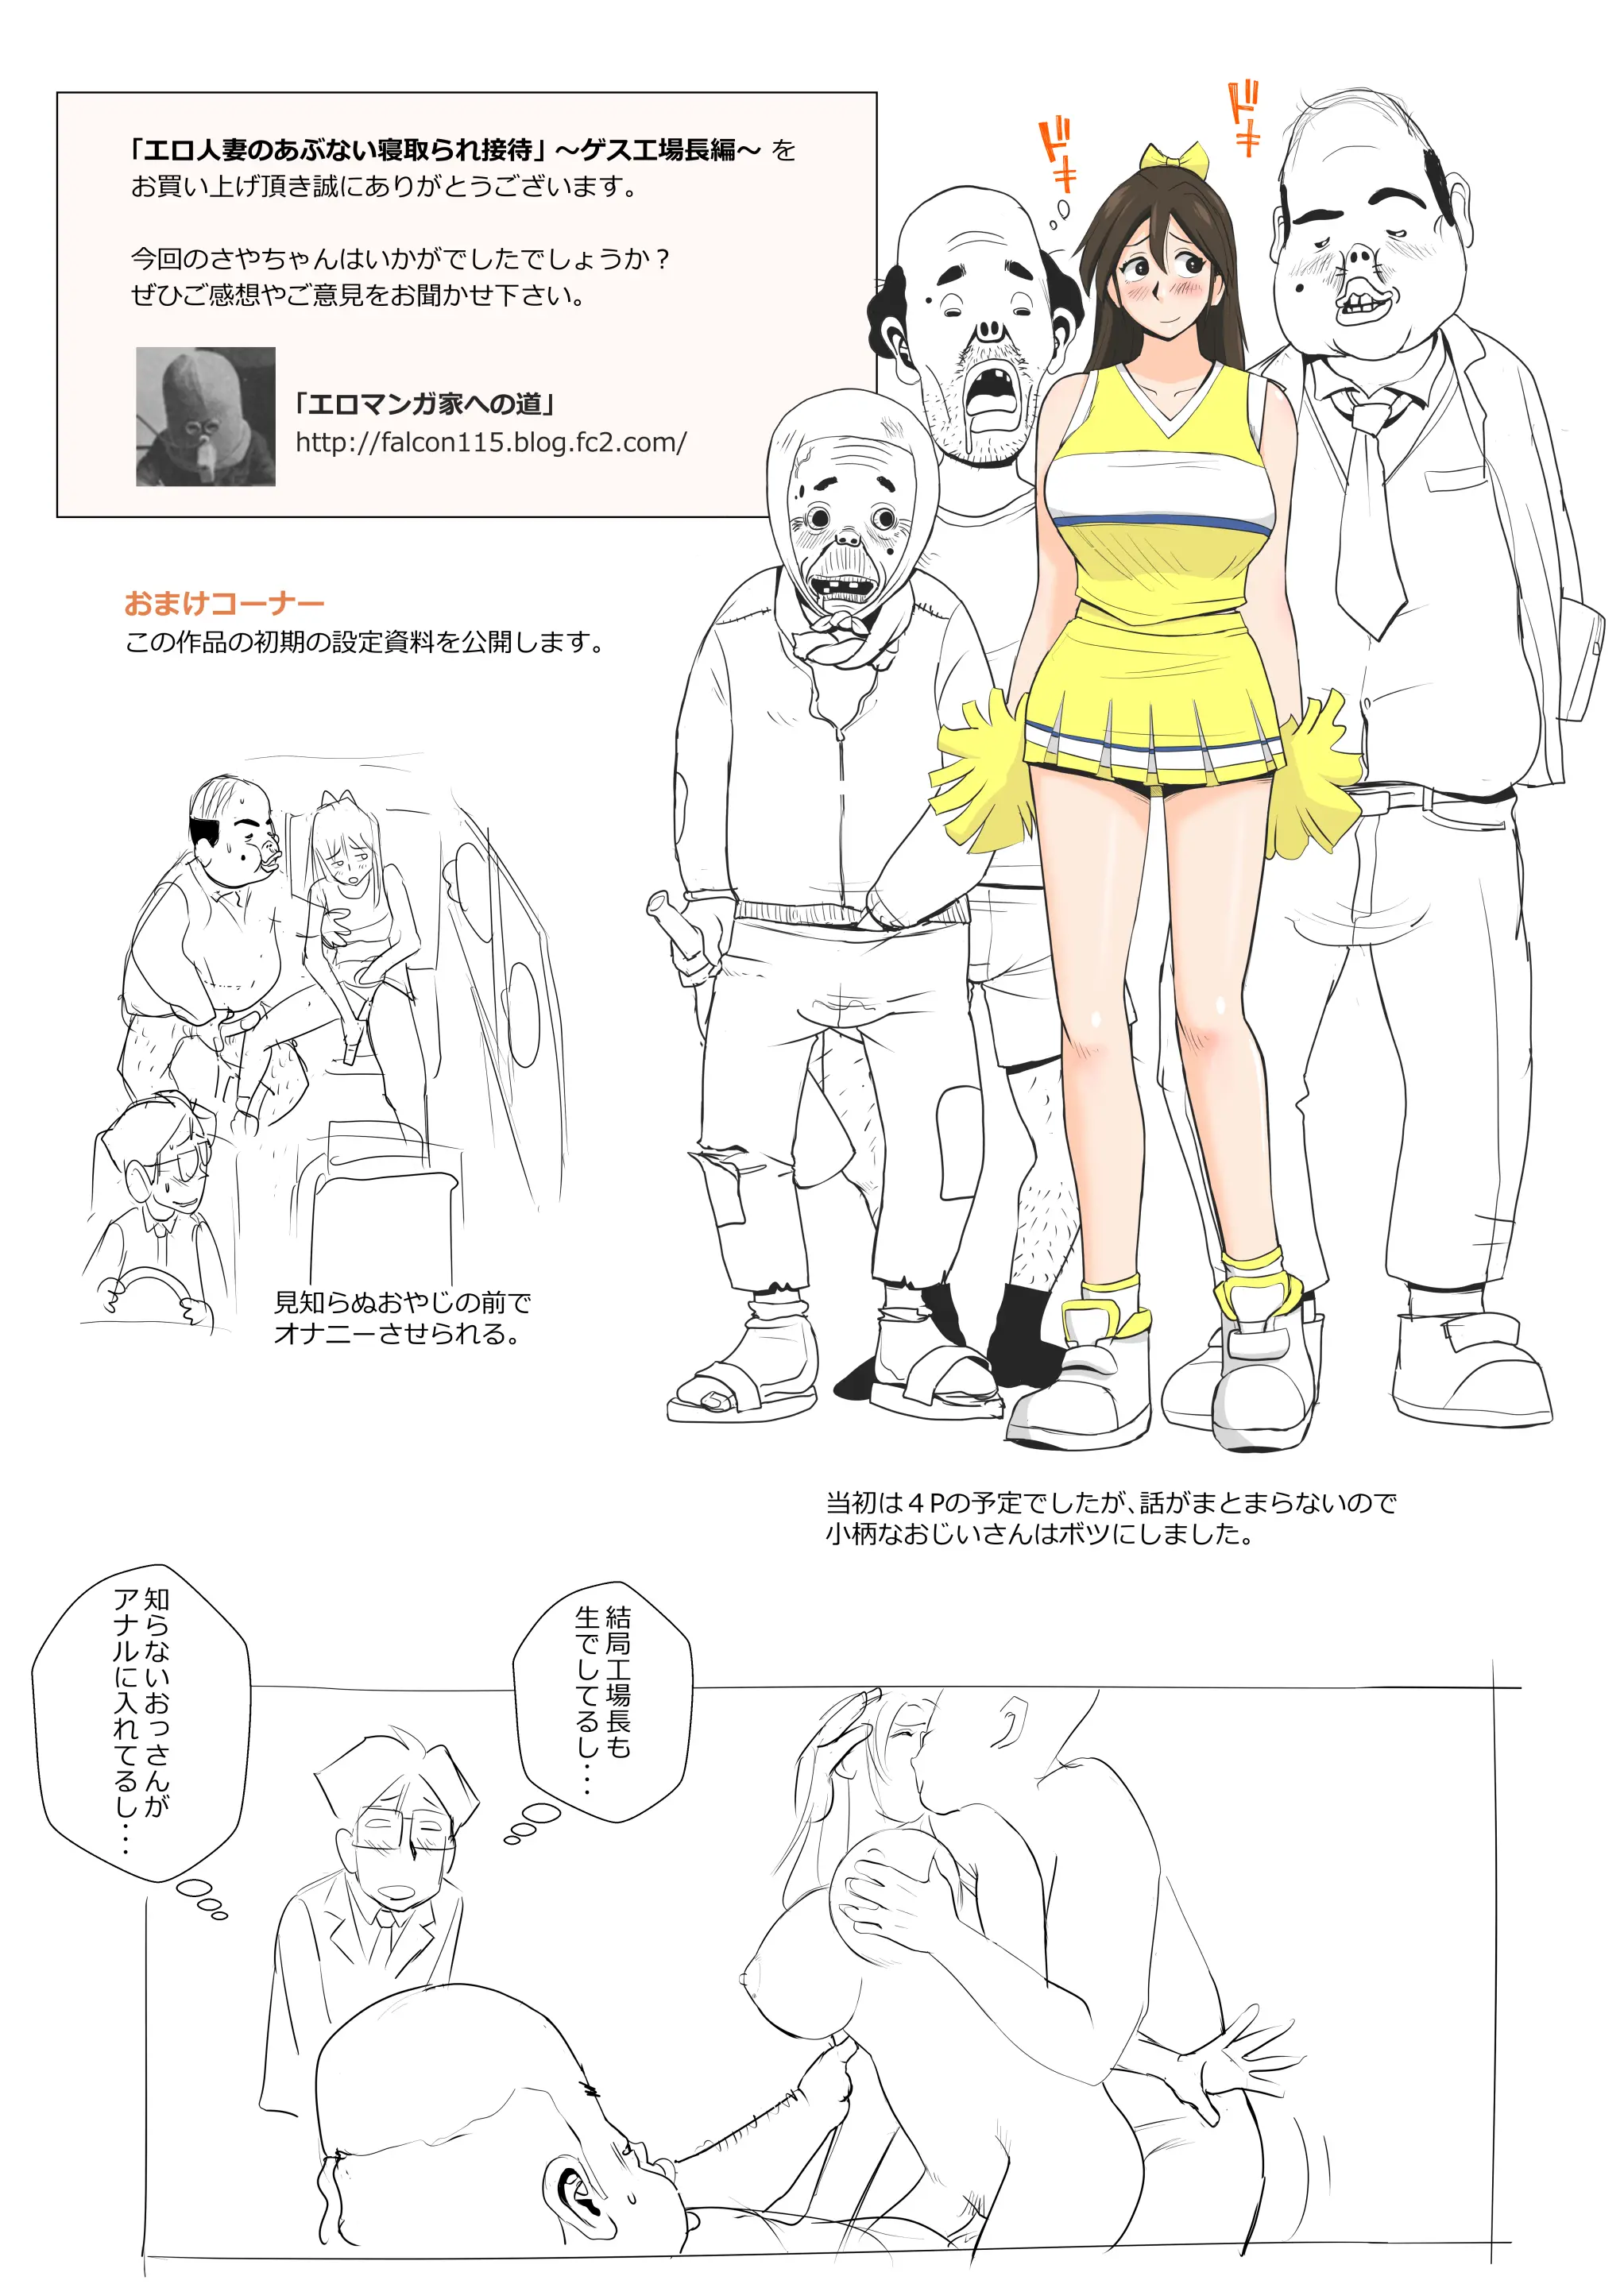 「エロ人妻のあぶない寝取られ接待」～ゲス工場長編～ を
お買い上げ頂き誠にありがとうございます。
今回のさやちゃんはいかがでしたでしょうか？
ぜひご感想やご意見をお聞かせ下さい。
「エロマンガ家への道」
http://falcon115.blog.fc2.com/
ドキ
ドキ
おまけコーナー
この作品の初期の設定資料を公開します。
見知らぬおやじの前で
オナニーさせられる。
当初は４Pの予定でしたが、話がまとまらないので
小柄なおじいさんはボツにしました。
結局工場長も
生でしてるし・・・
知らないおっさんが
アナルに入れてるし・・・